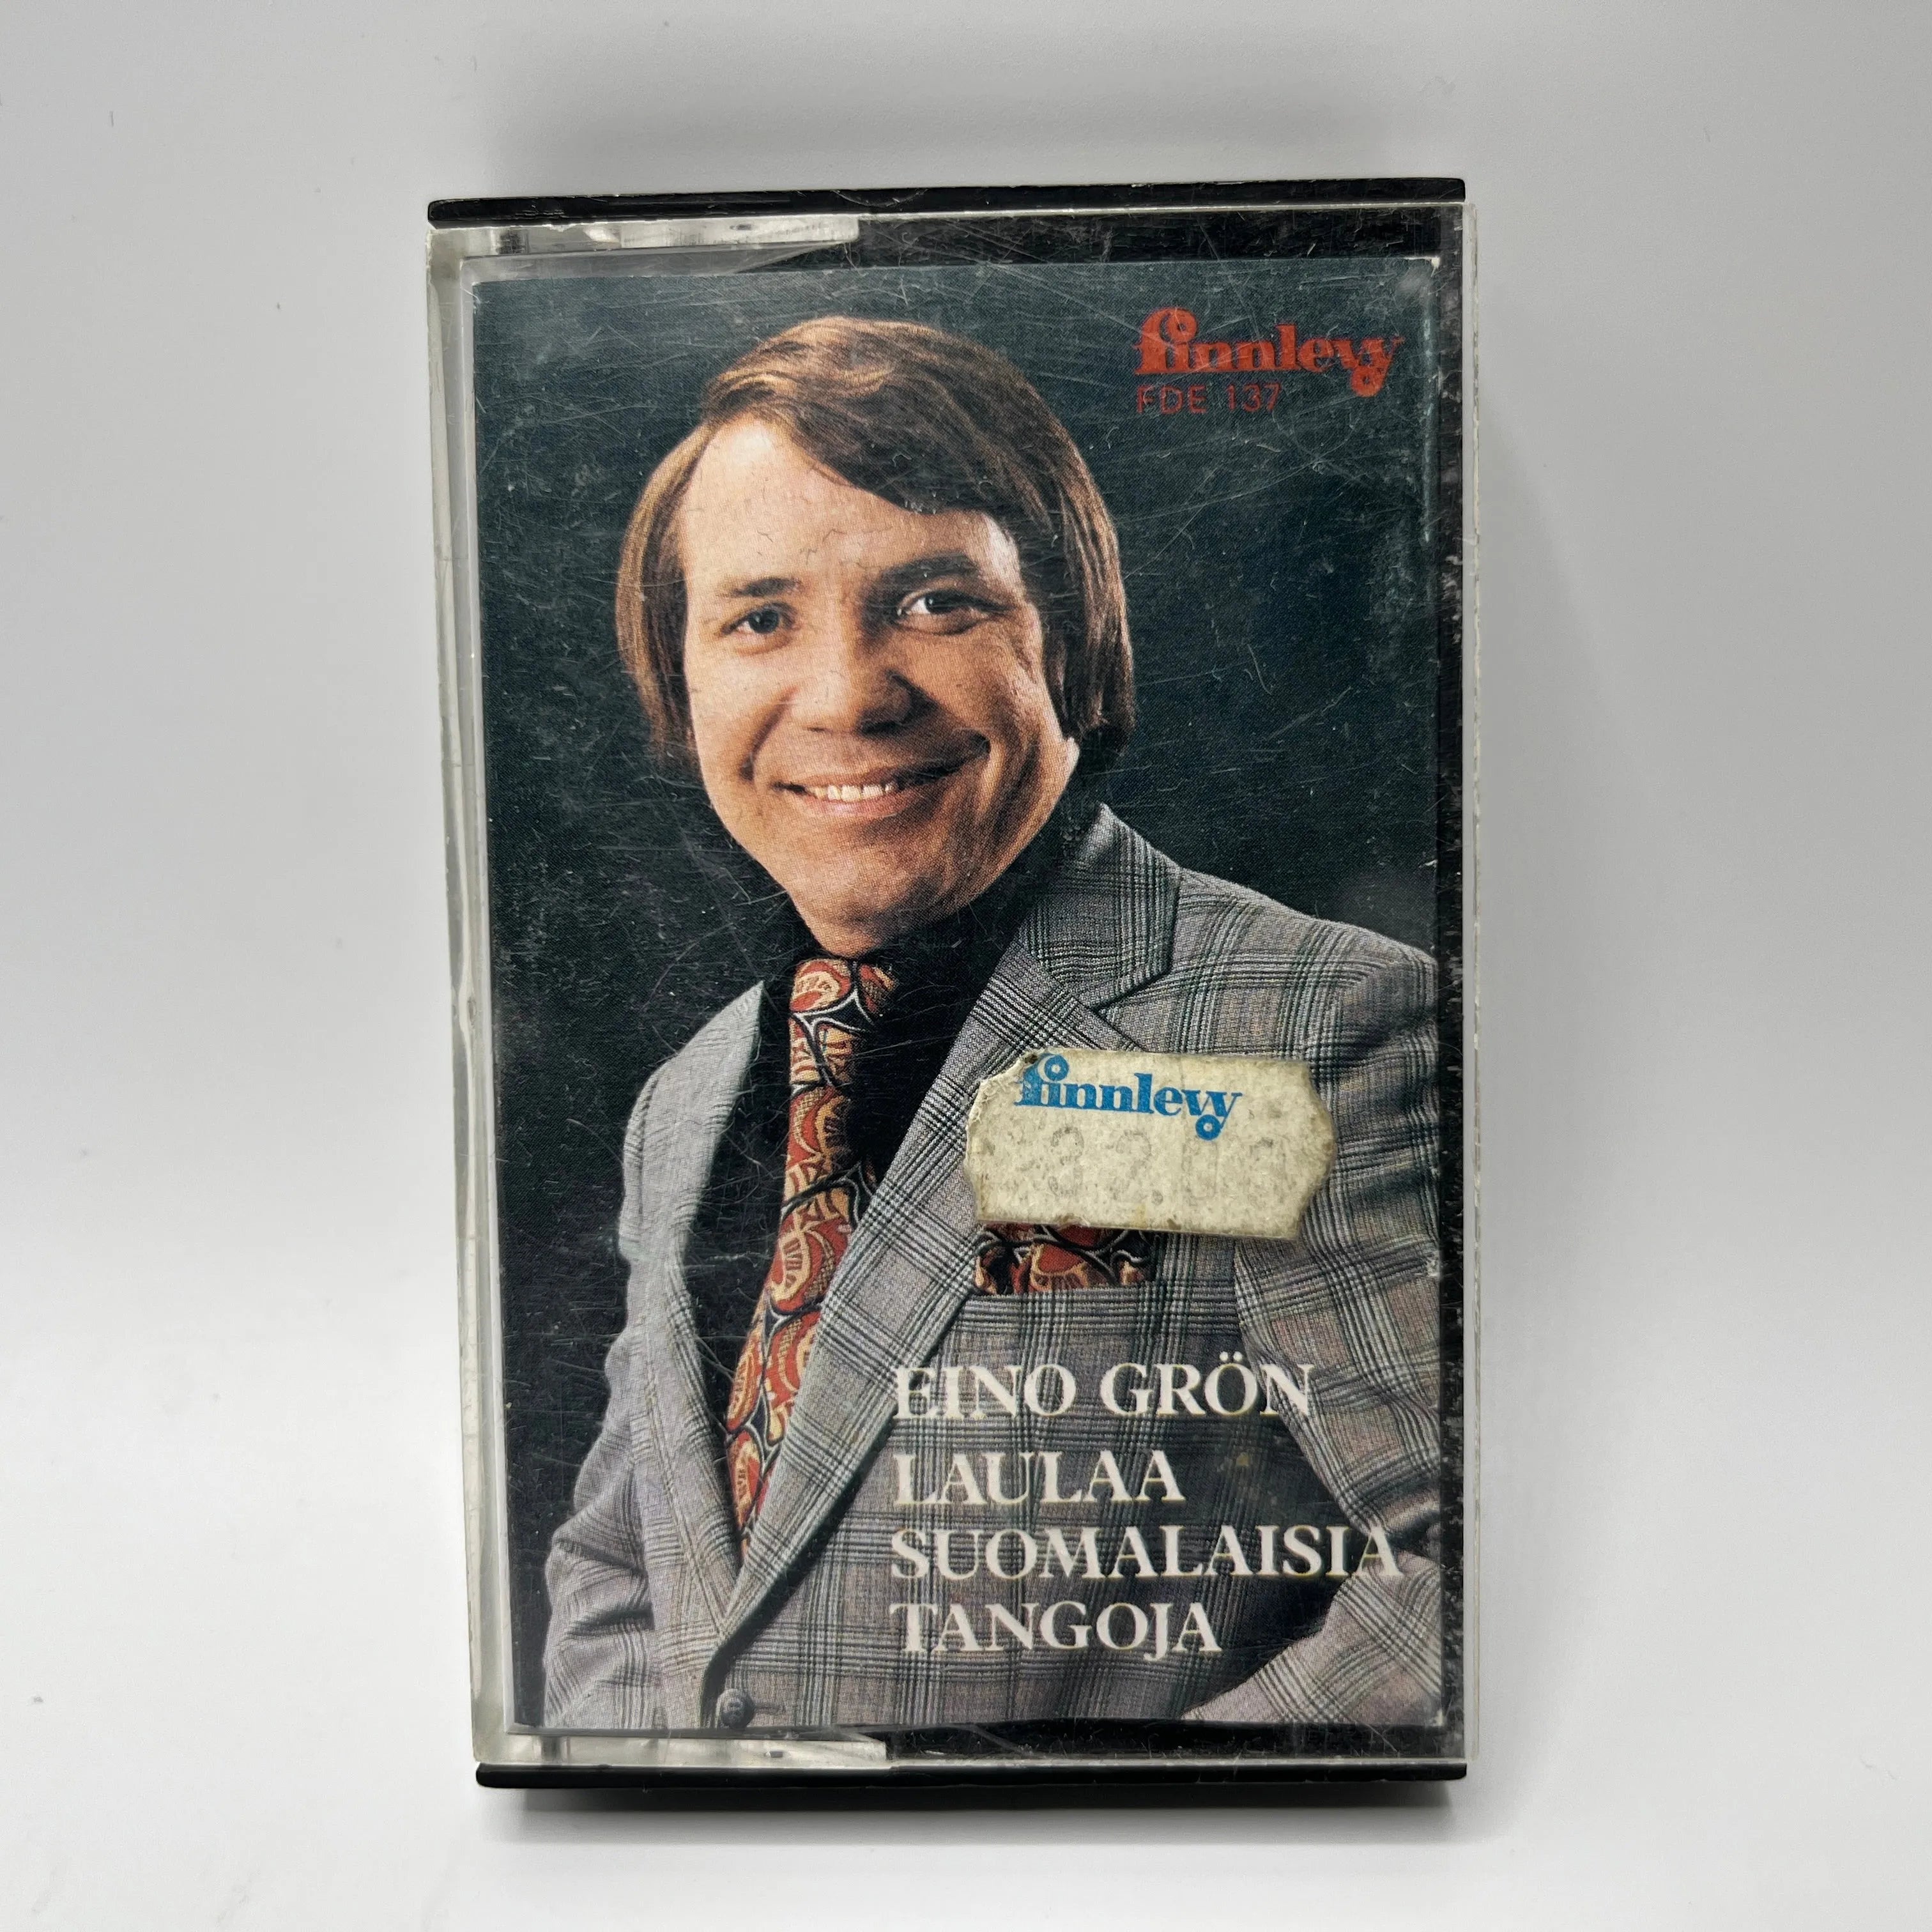 finnlevy
FDE 137
finnlevy
EINO GRÖN
LAULAA
SUOMALAISIA
TANGOJA